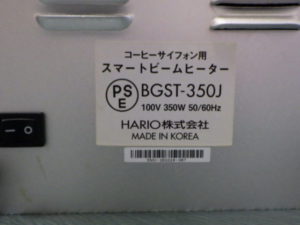 コーヒーサイフォン用
スマートビームヒーター
PS
E
BGST-350J
100V 350W 50/60Hz
HARIO株式会社
MADE IN KOREA